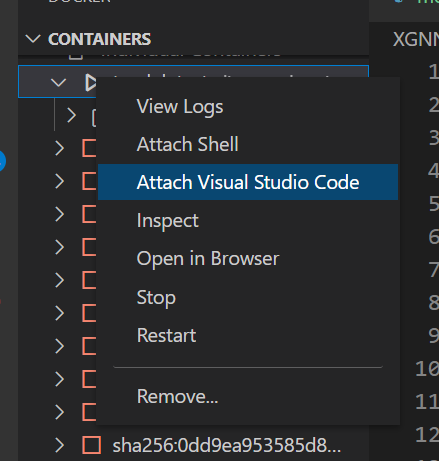 CONTAINERS
View Logs
Attach Shell
Attach Visual Studio Code
Inspect
Open in Browser
Stop
Restart
Remove...
sha256:0dd9ea953585d8...
XGNN
1
2
3
4
5
6
7
8
9
10
11
12